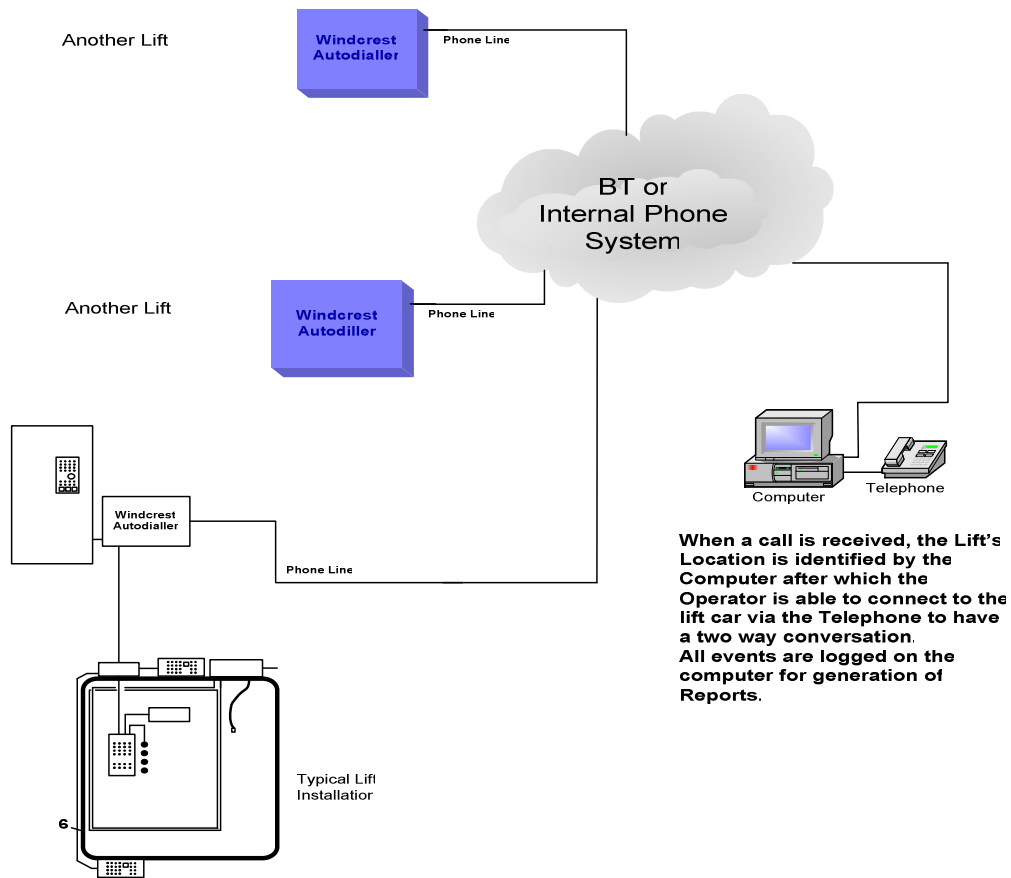 Another Lift
Windcrest
Autodialler
Phone Line
BT or
Internal Phone
System
Another Lift
Windcrest
Autodiller
Phone Line
Windcrest
Autodialler
Phone Line
Computer
Telephone
When a call is received, the Lift's
Location is identified by the
Computer after which the
Operator is able to connect to the
lift car via the Telephone to have
a two way conversation.
All events are logged on the
computer for generation of
Reports.
Typical Lift
Installation
6